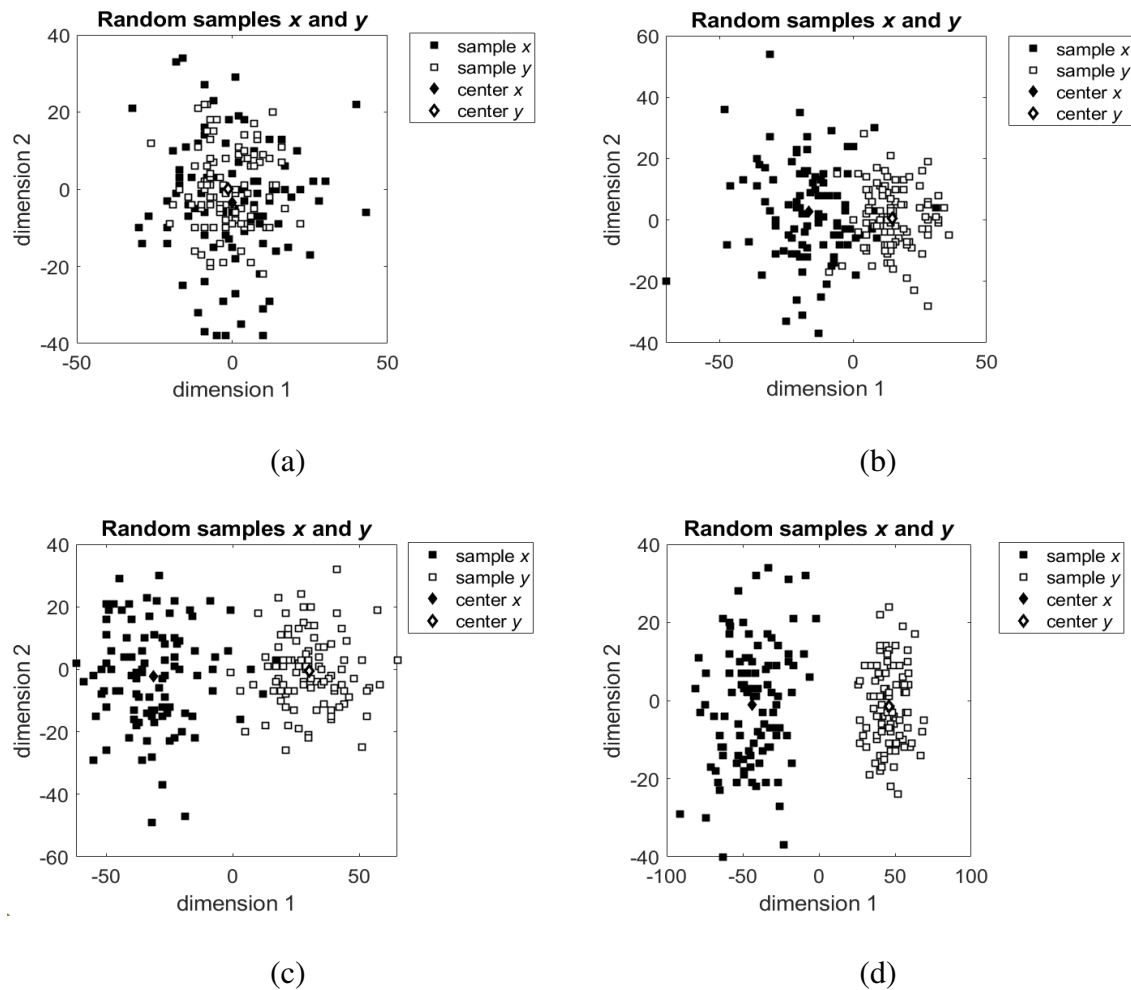 Random samples x and y
sample x
sample y
center x
center y
40
20
0
-20
-40
-50
0
50
dimension 2
dimension 1
(a)
Random samples x and y
sample x
sample y
center x
center y
60
40
20
0
-20
-40
-50
0
50
dimension 2
dimension 1
(b)
Random samples x and y
sample x
sample y
center x
center y
40
20
0
-20
-40
-60
-50
0
50
dimension 2
dimension 1
(c)
Random samples x and y
sample x
sample y
center x
center y
40
20
0
-20
-40
-100
-50
0
50
100
dimension 2
dimension 1
(d)